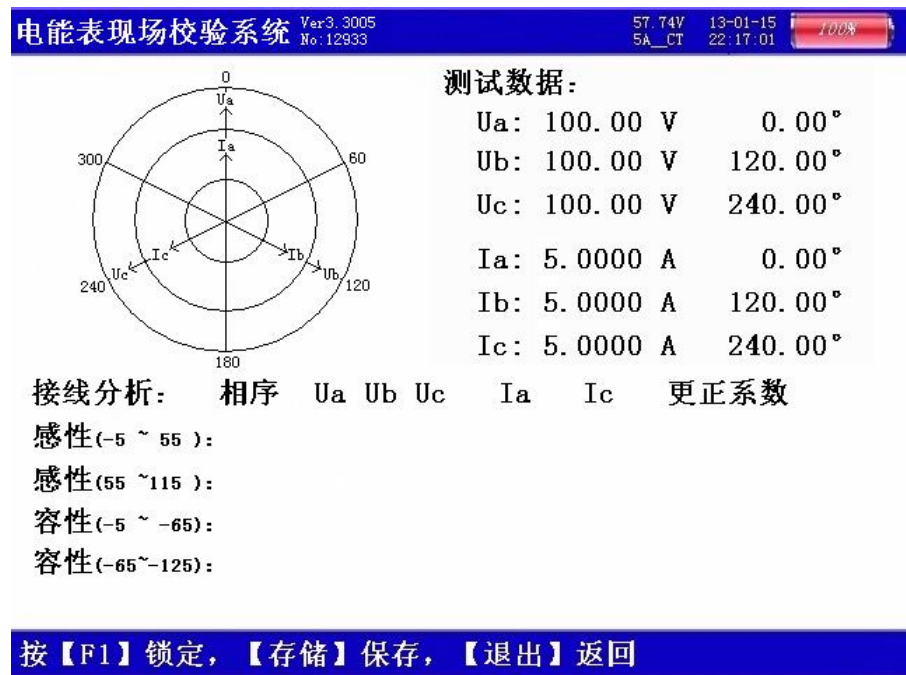 电能表现场校验系统 Ver3.3005 No:12933 57.74V 5A__CT 13-01-15 22:17:01 100%
0
Ua
Ia
300
60
Ic
Ib
Uc
Ub
240
120
180
测试数据:
Ua: 100.00 V 0.00°
Ub: 100.00 V 120.00°
Uc: 100.00 V 240.00°
Ia: 5.0000 A 0.00°
Ib: 5.0000 A 120.00°
Ic: 5.0000 A 240.00°
接线分析: 相序 Ua Ub Uc Ia Ic 更正系数
感性(-5 ~ 55 ):
感性(55 ~115 ):
容性(-5 ~ -65):
容性(-65~-125):
按【F1】锁定,【存储】保存,【退出】返回